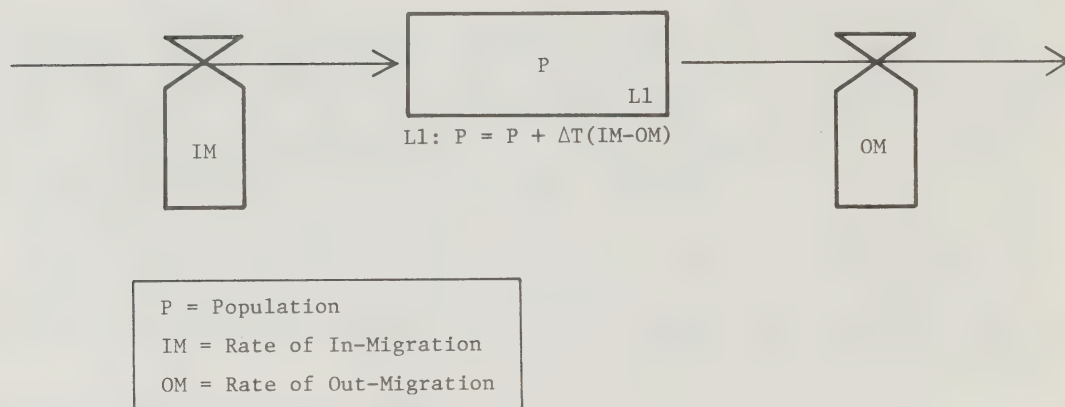 P
L1
L1: P = P + ΔT(IM-OM)
IM
OM
P = Population
IM = Rate of In-Migration
OM = Rate of Out-Migration